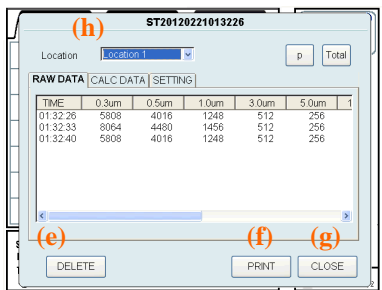 ST20120221013226
(h)
Location Location 1 p Total
RAW DATA CALC DATA SETTING
TIME 0.3um 0.5um 1.0um 3.0um 5.0um 1
01:32:26 5808 4016 1248 512 256
01:32:33 8064 4480 1456 512 256
01:32:40 5808 4016 1248 512 256
(e) (f) (g)
DELETE PRINT CLOSE